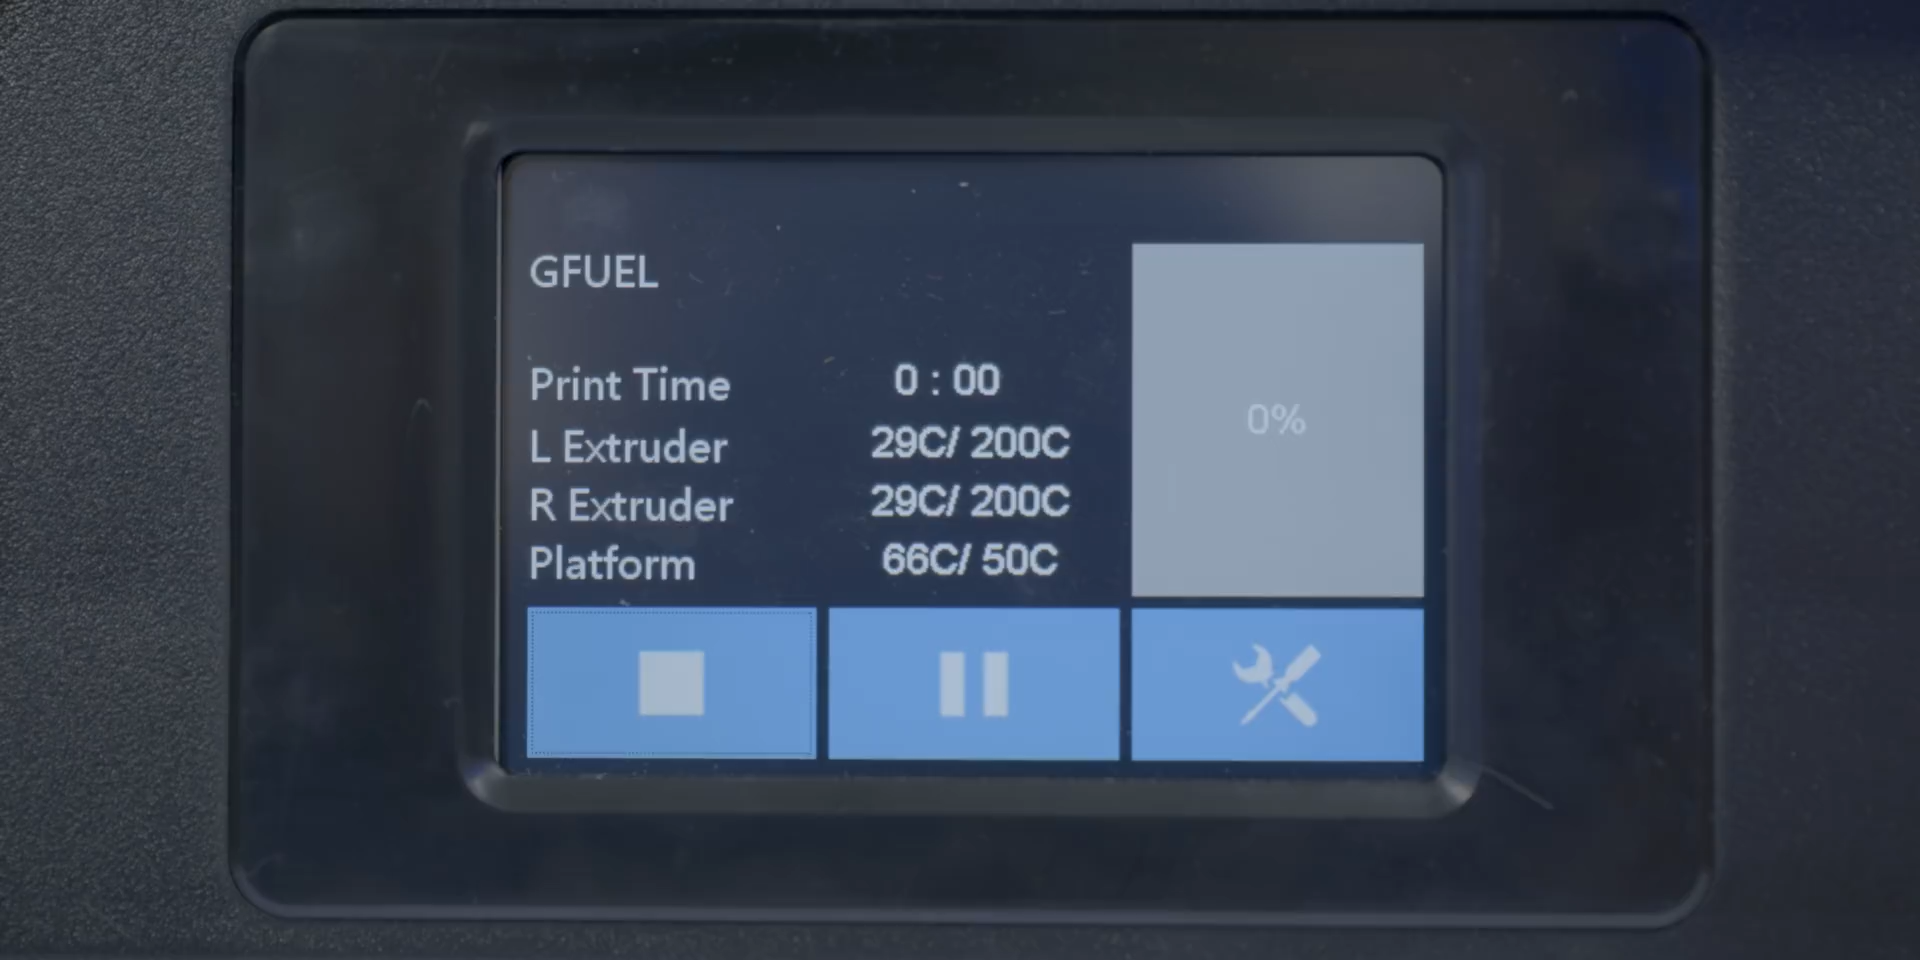 GFUEL
Print Time 0 : 00
L Extruder 29C/ 200C
R Extruder 29C/ 200C
Platform 66C/ 50C
0%